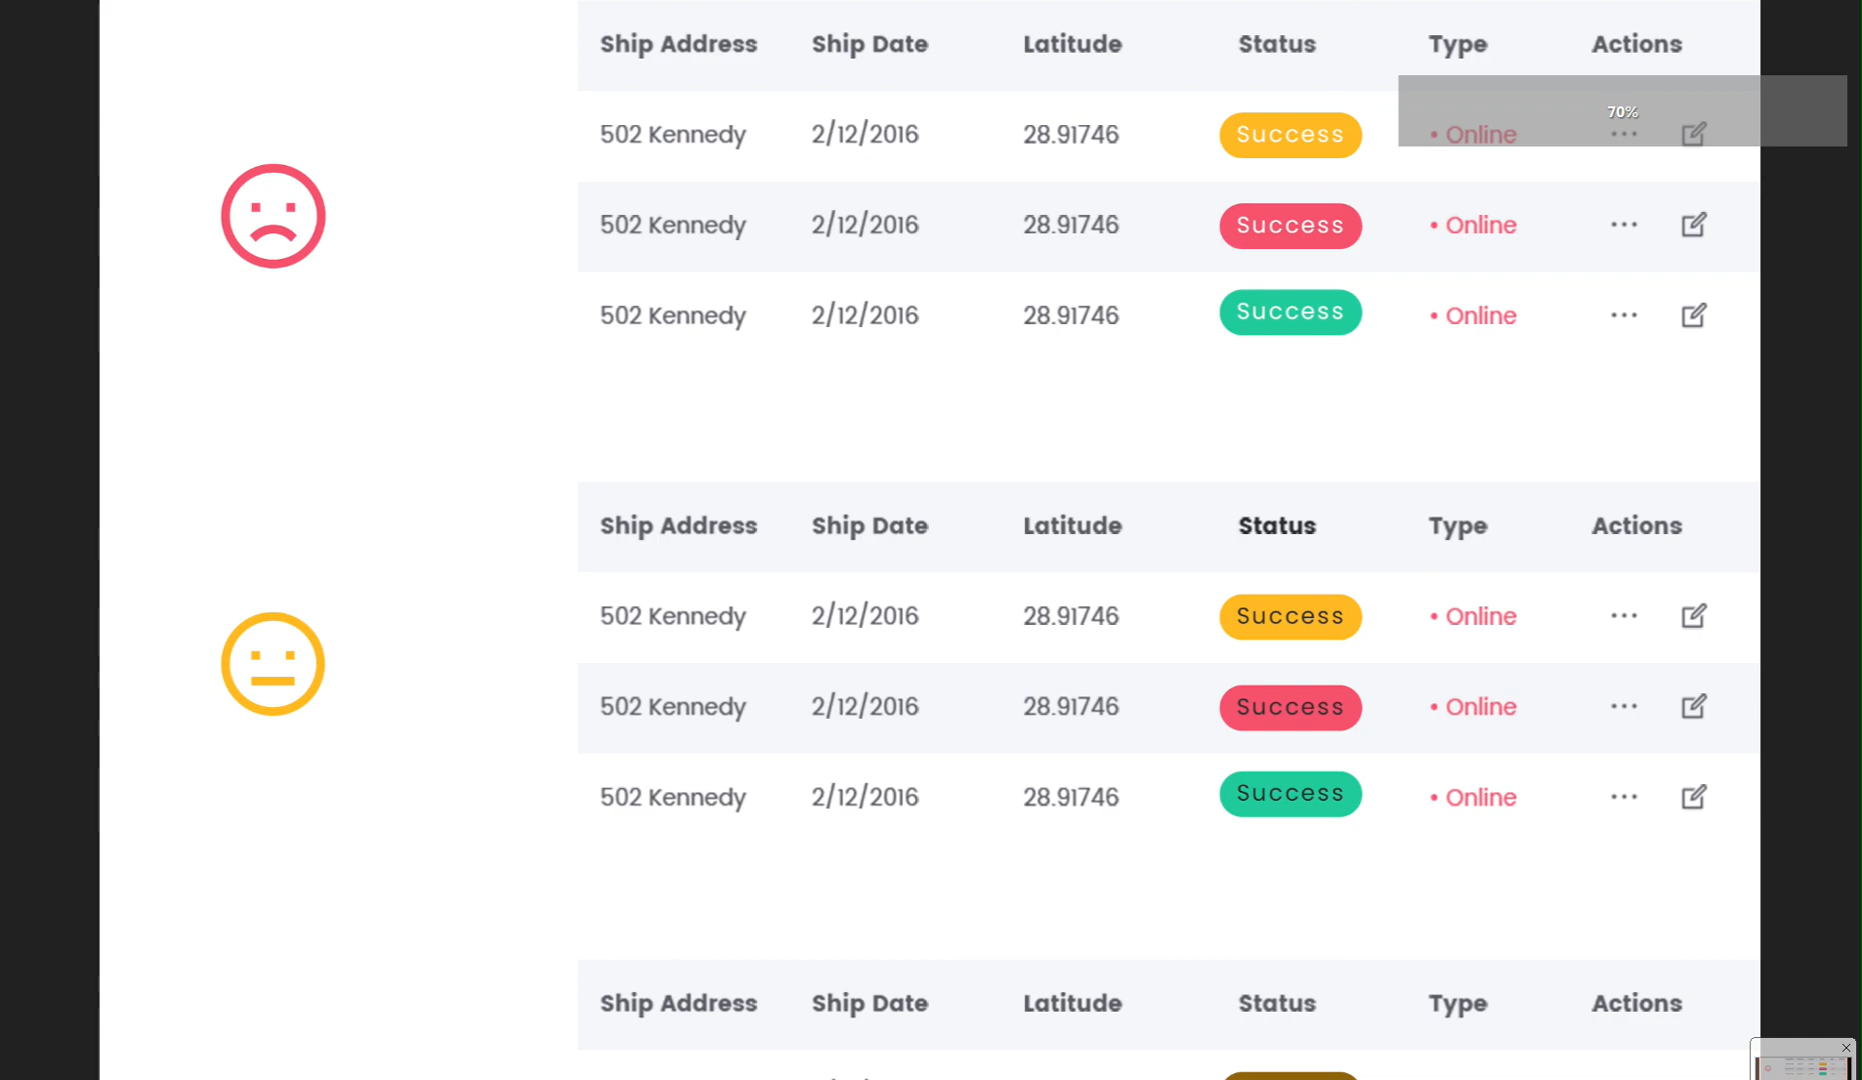 Ship Address Ship Date Latitude Status Type Actions
70%
502 Kennedy 2/12/2016 28.91746 Success • Online ...
502 Kennedy 2/12/2016 28.91746 Success • Online ...
502 Kennedy 2/12/2016 28.91746 Success • Online ...
Ship Address Ship Date Latitude Status Type Actions
502 Kennedy 2/12/2016 28.91746 Success • Online ...
502 Kennedy 2/12/2016 28.91746 Success • Online ...
502 Kennedy 2/12/2016 28.91746 Success • Online ...
Ship Address Ship Date Latitude Status Type Actions